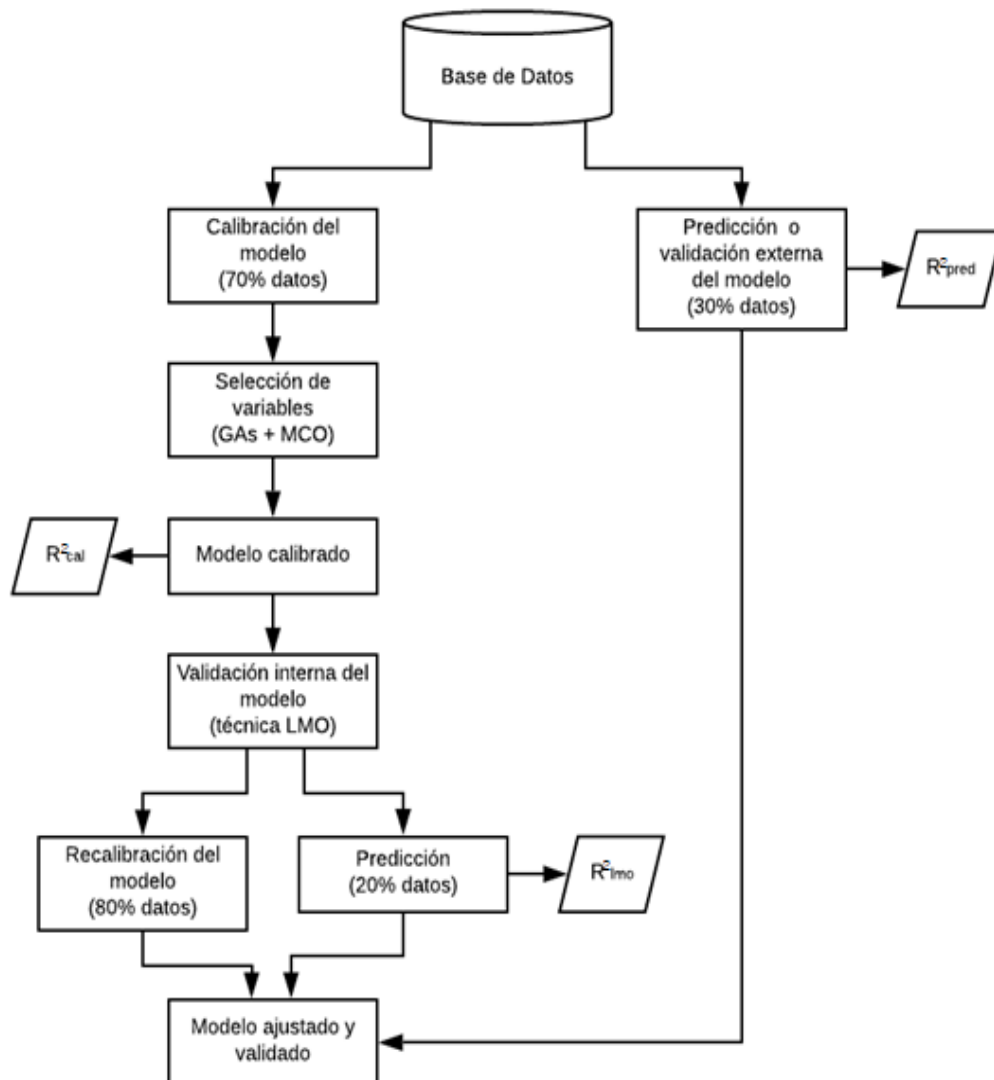 Base de Datos
Calibración del
modelo
(70% datos)
Predicción o
validación externa
del modelo
(30% datos)
R²pred
Selección de
variables
(GAs + MCO)
R²cal
Modelo calibrado
Validación interna del
modelo
(técnica LMO)
Recalibración del
modelo
(80% datos)
Predicción
(20% datos)
R²lmo
Modelo ajustado y
validado